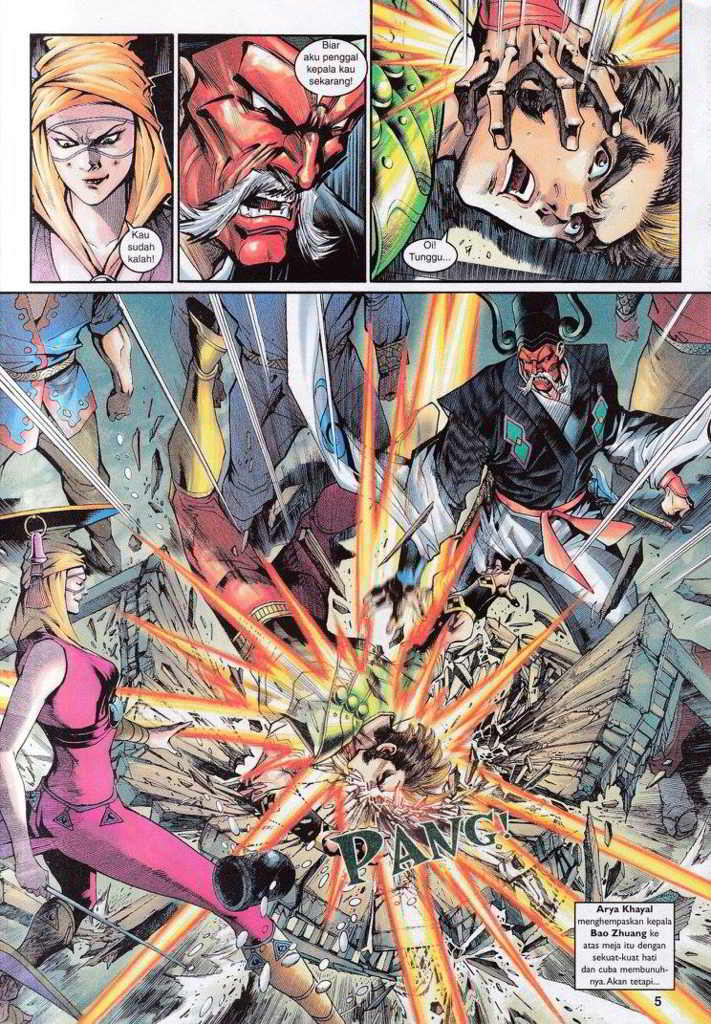 Kau
sudah
kalah!
Biar
aku penggal
kepala kau
sekarang!
Oi!
Tunggu...
PANG!
Arya Khayal
menghempaskan kepala
Bao Zhuang ke
atas meja itu dengan
sekuat-kuat hati
dan cuba membunuh-
nya. Akan tetapi...
5